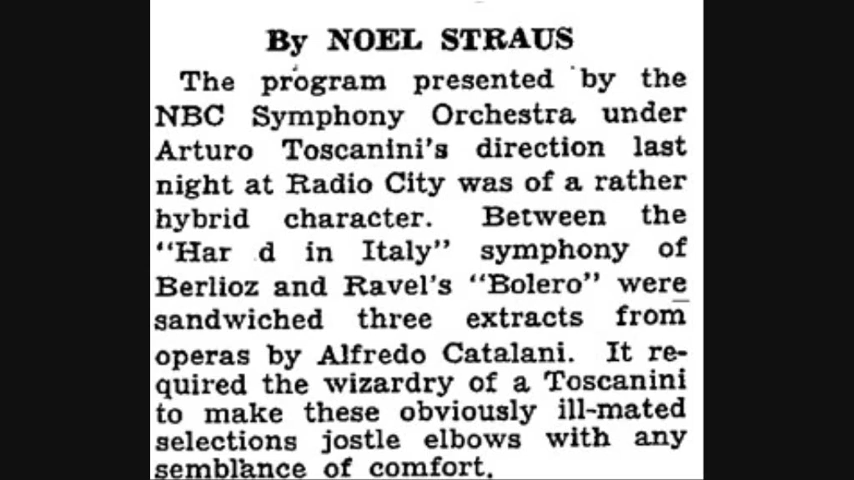 By NOEL STRAUS
The program presented by the
NBC Symphony Orchestra under
Arturo Toscanini's direction last
night at Radio City was of a rather
hybrid character. Between the
"Har d in Italy" symphony of
Berlioz and Ravel's "Bolero" were
sandwiched three extracts from
operas by Alfredo Catalani. It re-
quired the wizardry of a Toscanini
to make these obviously ill-mated
selections jostle elbows with any
semblance of comfort.